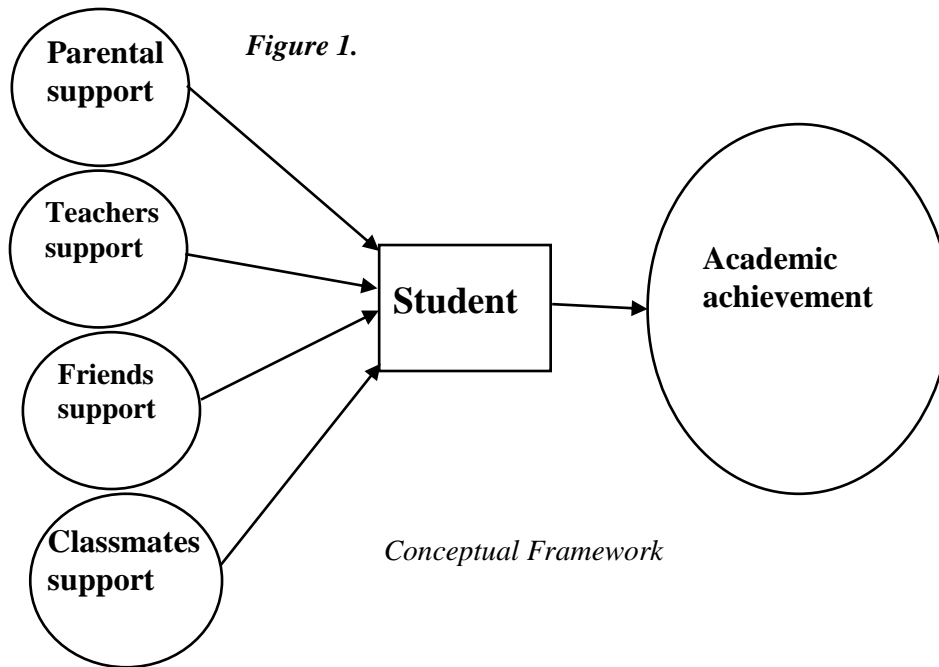 Figure 1.
Parental
support
Teachers
support
Friends
support
Classmates
support
Student
Academic
achievement
Conceptual Framework